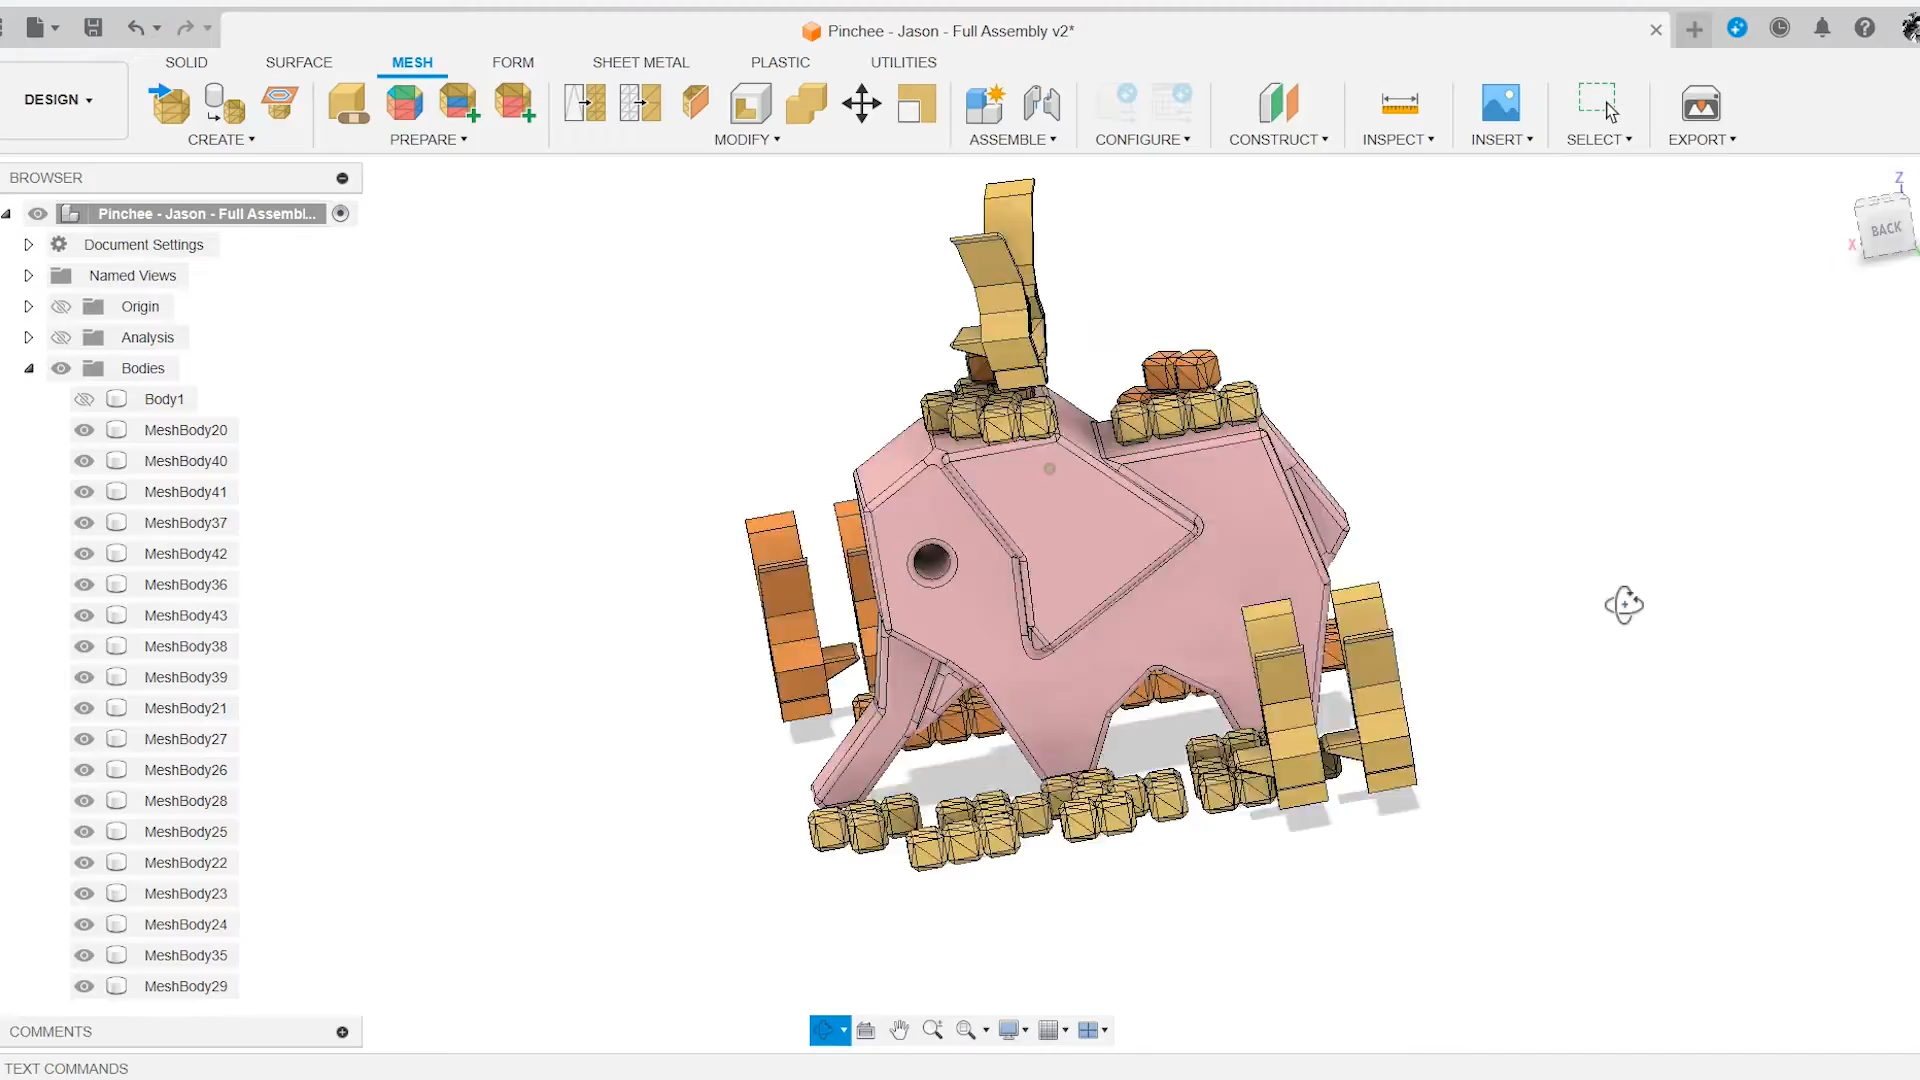 Pinchee - Jason - Full Assembly v2*
SOLID SURFACE MESH FORM SHEET METAL PLASTIC UTILITIES
DESIGN
CREATE PREPARE MODIFY ASSEMBLE CONFIGURE CONSTRUCT INSPECT INSERT SELECT EXPORT
BROWSER
Pinchee - Jason - Full Assembl...
Document Settings
Named Views
Origin
Analysis
Bodies
Body1
MeshBody20
MeshBody40
MeshBody41
MeshBody37
MeshBody42
MeshBody36
MeshBody43
MeshBody38
MeshBody39
MeshBody21
MeshBody27
MeshBody26
MeshBody28
MeshBody25
MeshBody22
MeshBody23
MeshBody24
MeshBody35
MeshBody29
Z
X
BACK
COMMENTS
TEXT COMMANDS